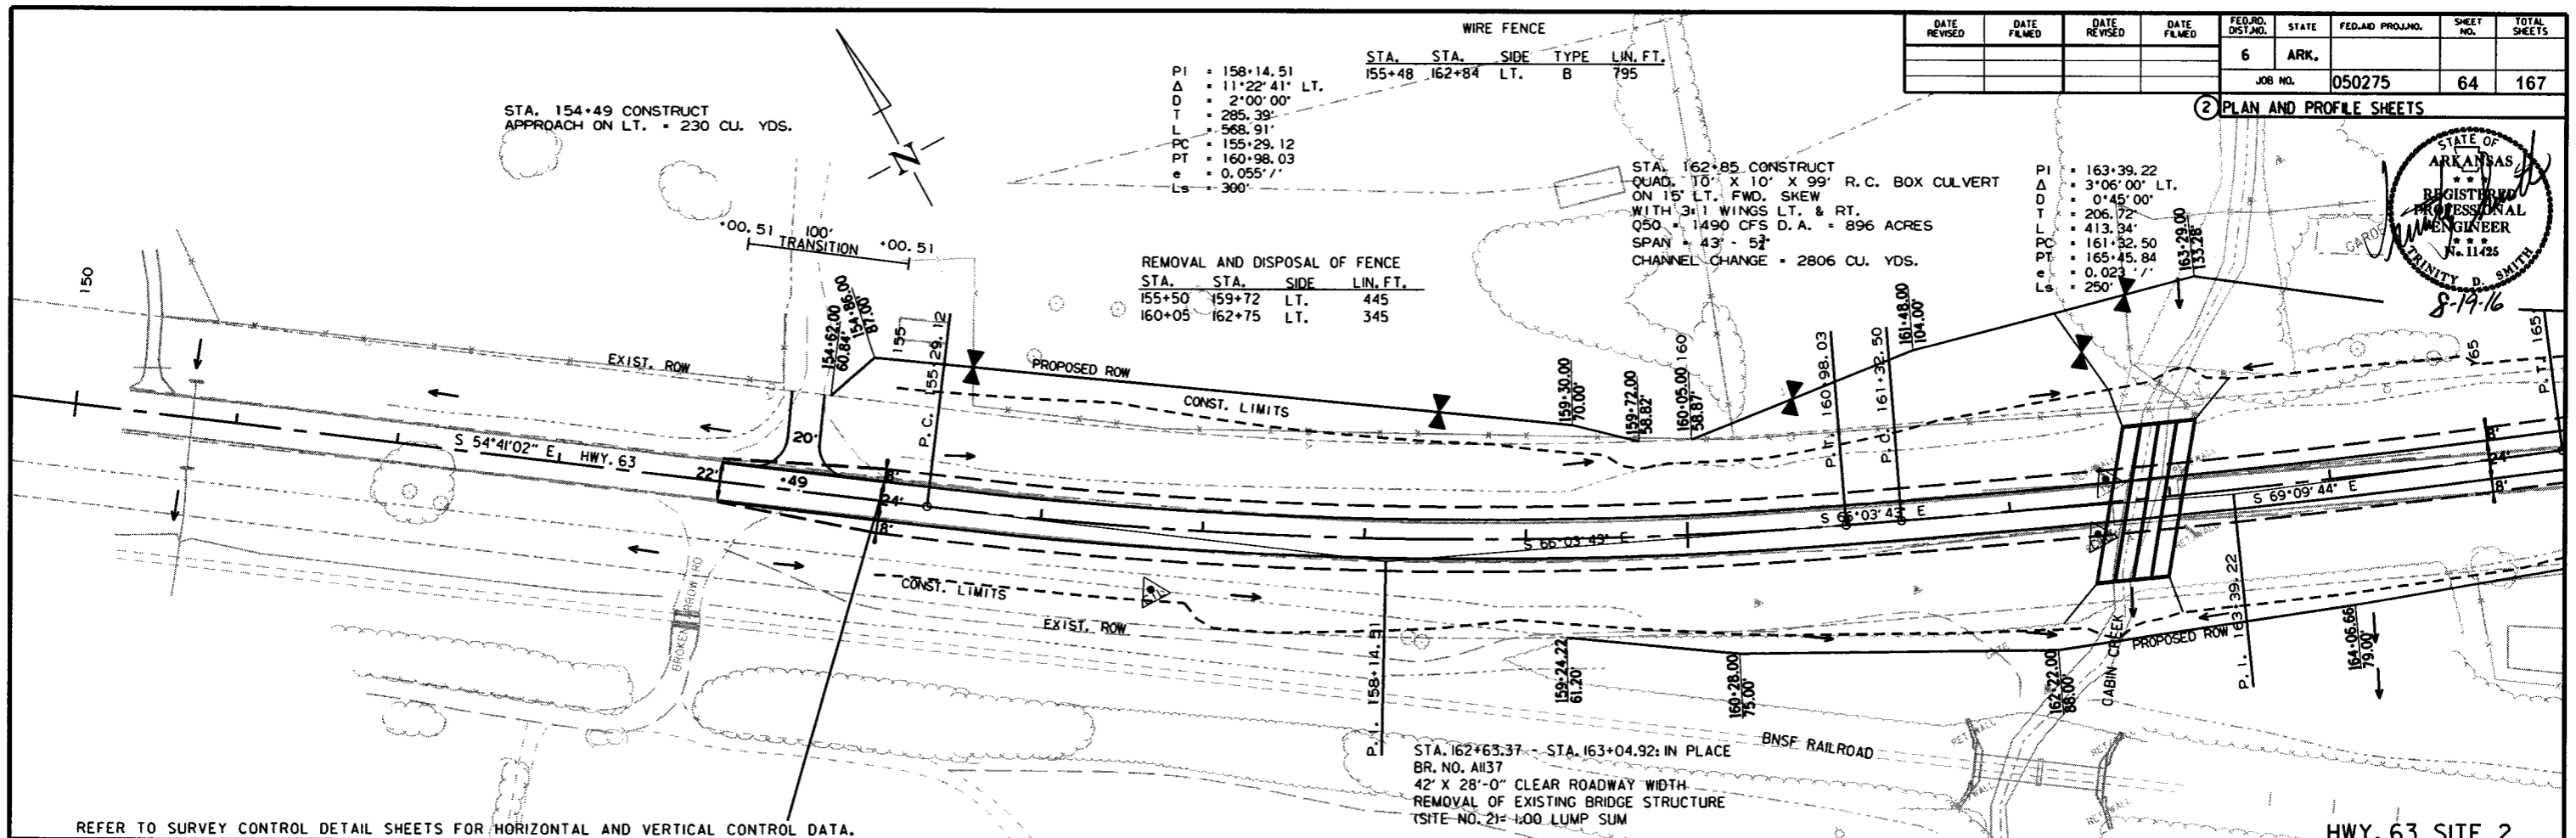 WIRE FENCE
STA. STA. SIDE TYPE LIN. FT.
155+48 162+84 LT. B 795
DATE REVISED DATE FILMED DATE REVISED DATE FILMED FED.RD. DIST.NO. STATE FED.AID PROJ.NO. SHEET NO. TOTAL SHEETS
6 ARK.
JOB NO. 050275 64 167
2 PLAN AND PROFILE SHEETS
STATE OF
ARKANSAS
REGISTERED
PROFESSIONAL
ENGINEER
No. 11425
TRINITY D. SMITH
8-19-16
STA. 154+49 CONSTRUCT
APPROACH ON LT. = 230 CU. YDS.
N
PI = 158+14.51
Δ = 11°22'41" LT.
D = 2°00'00"
T = 285.39'
L = 568.91'
PC = 155+29.12
PT = 160+98.03
e = 0.055'/'
Ls = 300'
STA. 162+85 CONSTRUCT
QUAD. 10' X 10' X 99' R.C. BOX CULVERT
ON 15° LT. FWD. SKEW
WITH 3:1 WINGS LT. & RT.
Q50 = 1490 CFS D.A. = 896 ACRES
SPAN = 43' - 5¾"
CHANNEL CHANGE = 2806 CU. YDS.
PI = 163+39.22
Δ = 3°06'00" LT.
D = 0°45'00"
T = 206.72'
L = 413.34'
PC = 161+32.50
PT = 165+45.84
e = 0.023'/'
Ls = 250'
+00.51 100' +00.51
TRANSITION
REMOVAL AND DISPOSAL OF FENCE
STA. STA. SIDE LIN. FT.
155+50 159+72 LT. 445
160+05 162+75 LT. 345
150
154+62.00
60.84'
154+86.00
87.00'
155
P.C. 155+29.12
159+30.00
70.00'
159+72.00
58.82'
160+05.00
58.87'
160
P.T. 160+98.03
P.C. 161+32.50
161+48.00
104.00'
163+29.00
133.28'
165
P.T. 165
EXIST. ROW
PROPOSED ROW
CONST. LIMITS
S 54°41'02" E HWY. 63
20'
22'
+49
8'
24'
8'
S 66°03'43" E
S 66°03'43" E
S 69°09'44" E
8'
24'
8'
BROKEN ARROW RD
CONST. LIMITS
EXIST. ROW
P.I. 158+14.51
159+24.22
61.20'
160+28.00
75.00'
162+22.00
88.00'
CABIN CREEK
PROPOSED ROW
P.I. 163+39.22
164+06.66
79.00'
GATE
RET WALL
BNSF RAILROAD
STA. 162+63.37 - STA. 163+04.92: IN PLACE
BR. NO. A1137
42' X 28'-0" CLEAR ROADWAY WIDTH
REMOVAL OF EXISTING BRIDGE STRUCTURE
(SITE NO. 2)= 1.00 LUMP SUM
REFER TO SURVEY CONTROL DETAIL SHEETS FOR HORIZONTAL AND VERTICAL CONTROL DATA.
HWY. 63 SITE 2